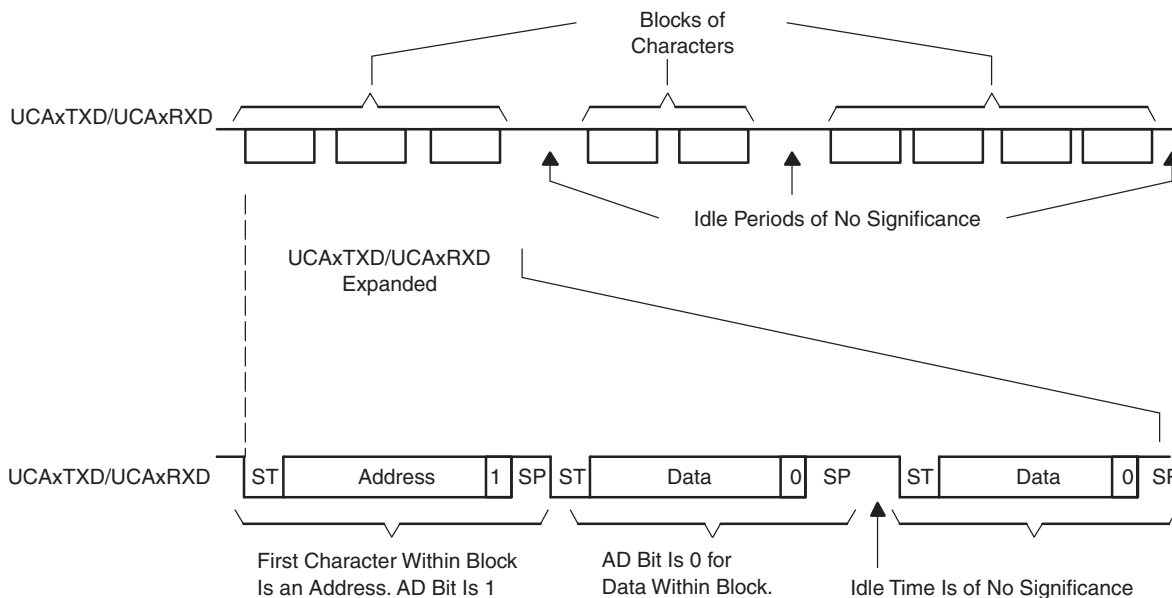 Blocks of
Characters
UCAxTXD/UCAxRXD
Idle Periods of No Significance
UCAxTXD/UCAxRXD
Expanded
UCAxTXD/UCAxRXD
ST Address 1 SP ST Data 0 SP ST Data 0 SP
First Character Within Block
Is an Address. AD Bit Is 1
AD Bit Is 0 for
Data Within Block.
Idle Time Is of No Significance